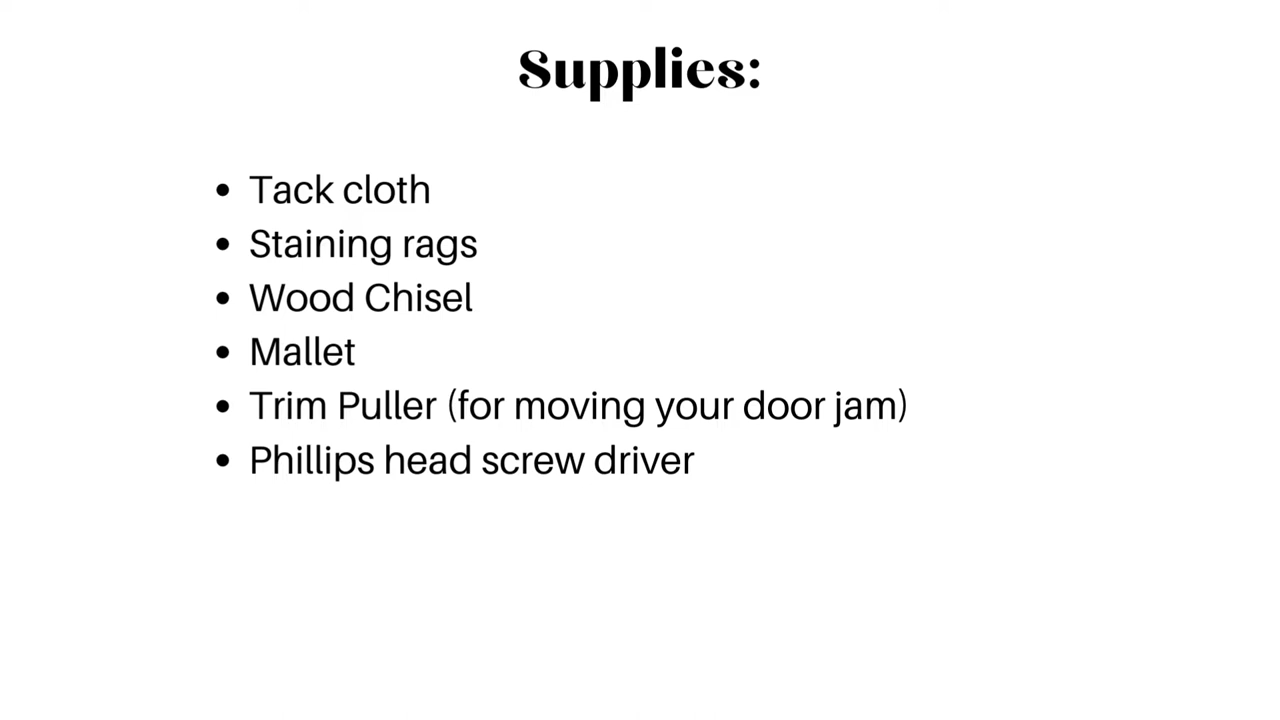 Supplies:
• Tack cloth
• Staining rags
• Wood Chisel
• Mallet
• Trim Puller (for moving your door jam)
• Phillips head screw driver